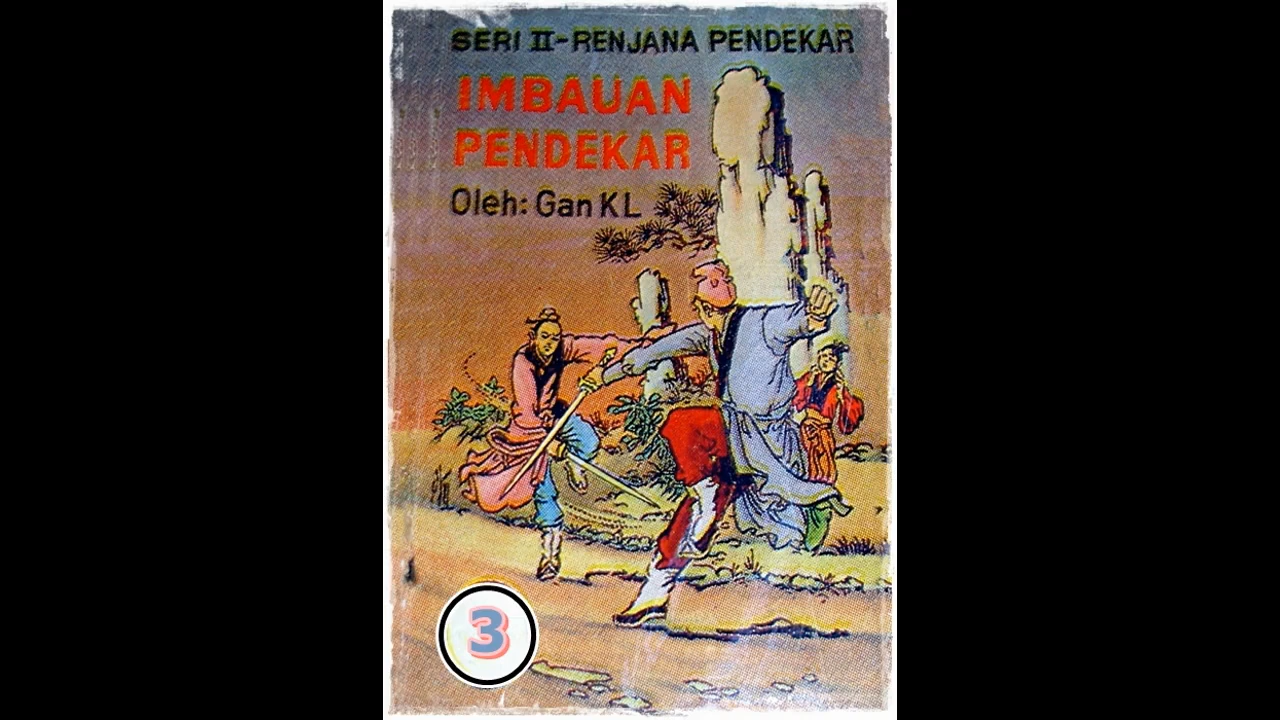 SERI II-RENJANA PENDEKAR
IMBAUAN
PENDEKAR
Oleh: Gan KL
3